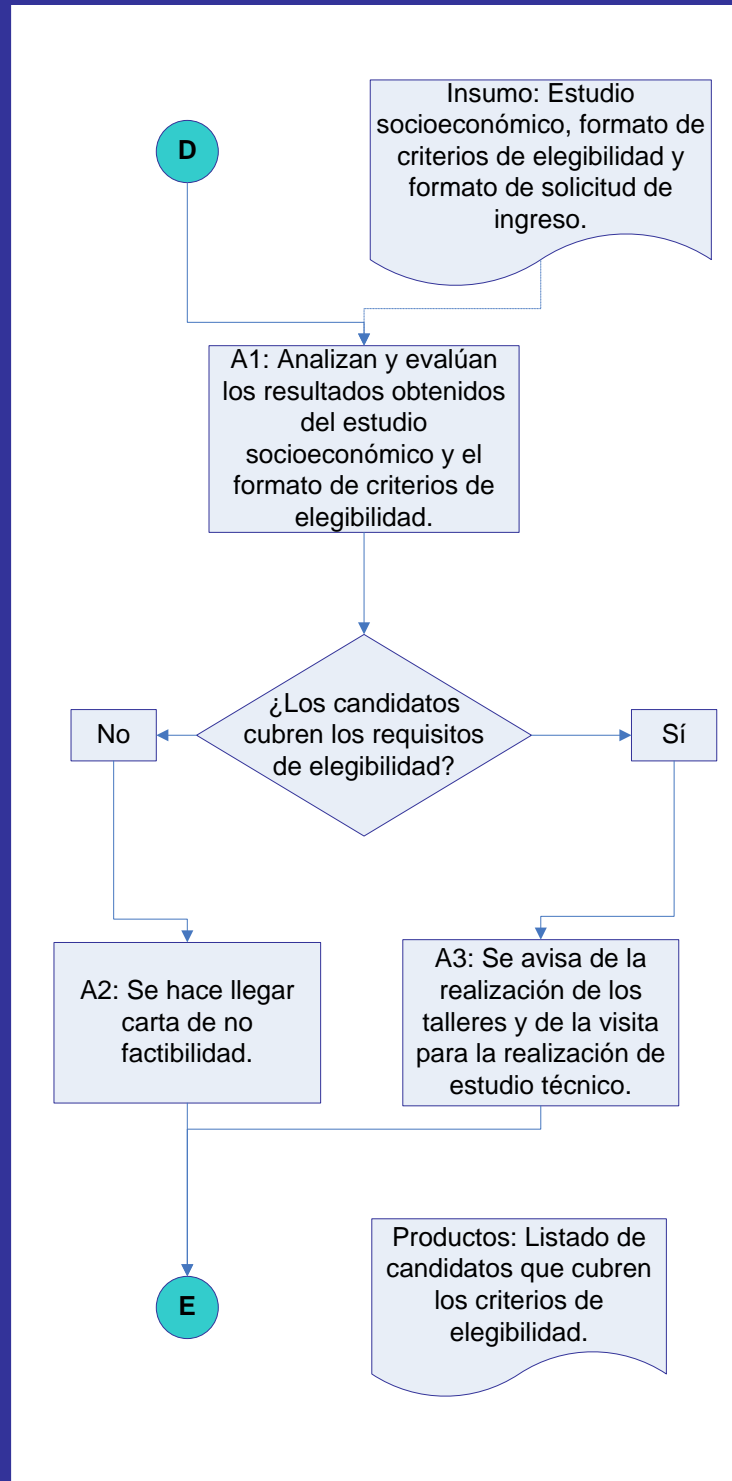 D
Insumo: Estudio
socioeconómico, formato de
criterios de elegibilidad y
formato de solicitud de
ingreso.
A1: Analizan y evalúan
los resultados obtenidos
del estudio
socioeconómico y el
formato de criterios de
elegibilidad.
¿Los candidatos
cubren los requisitos
de elegibilidad?
No
Sí
A2: Se hace llegar
carta de no
factibilidad.
A3: Se avisa de la
realización de los
talleres y de la visita
para la realización de
estudio técnico.
E
Productos: Listado de
candidatos que cubren
los criterios de
elegibilidad.